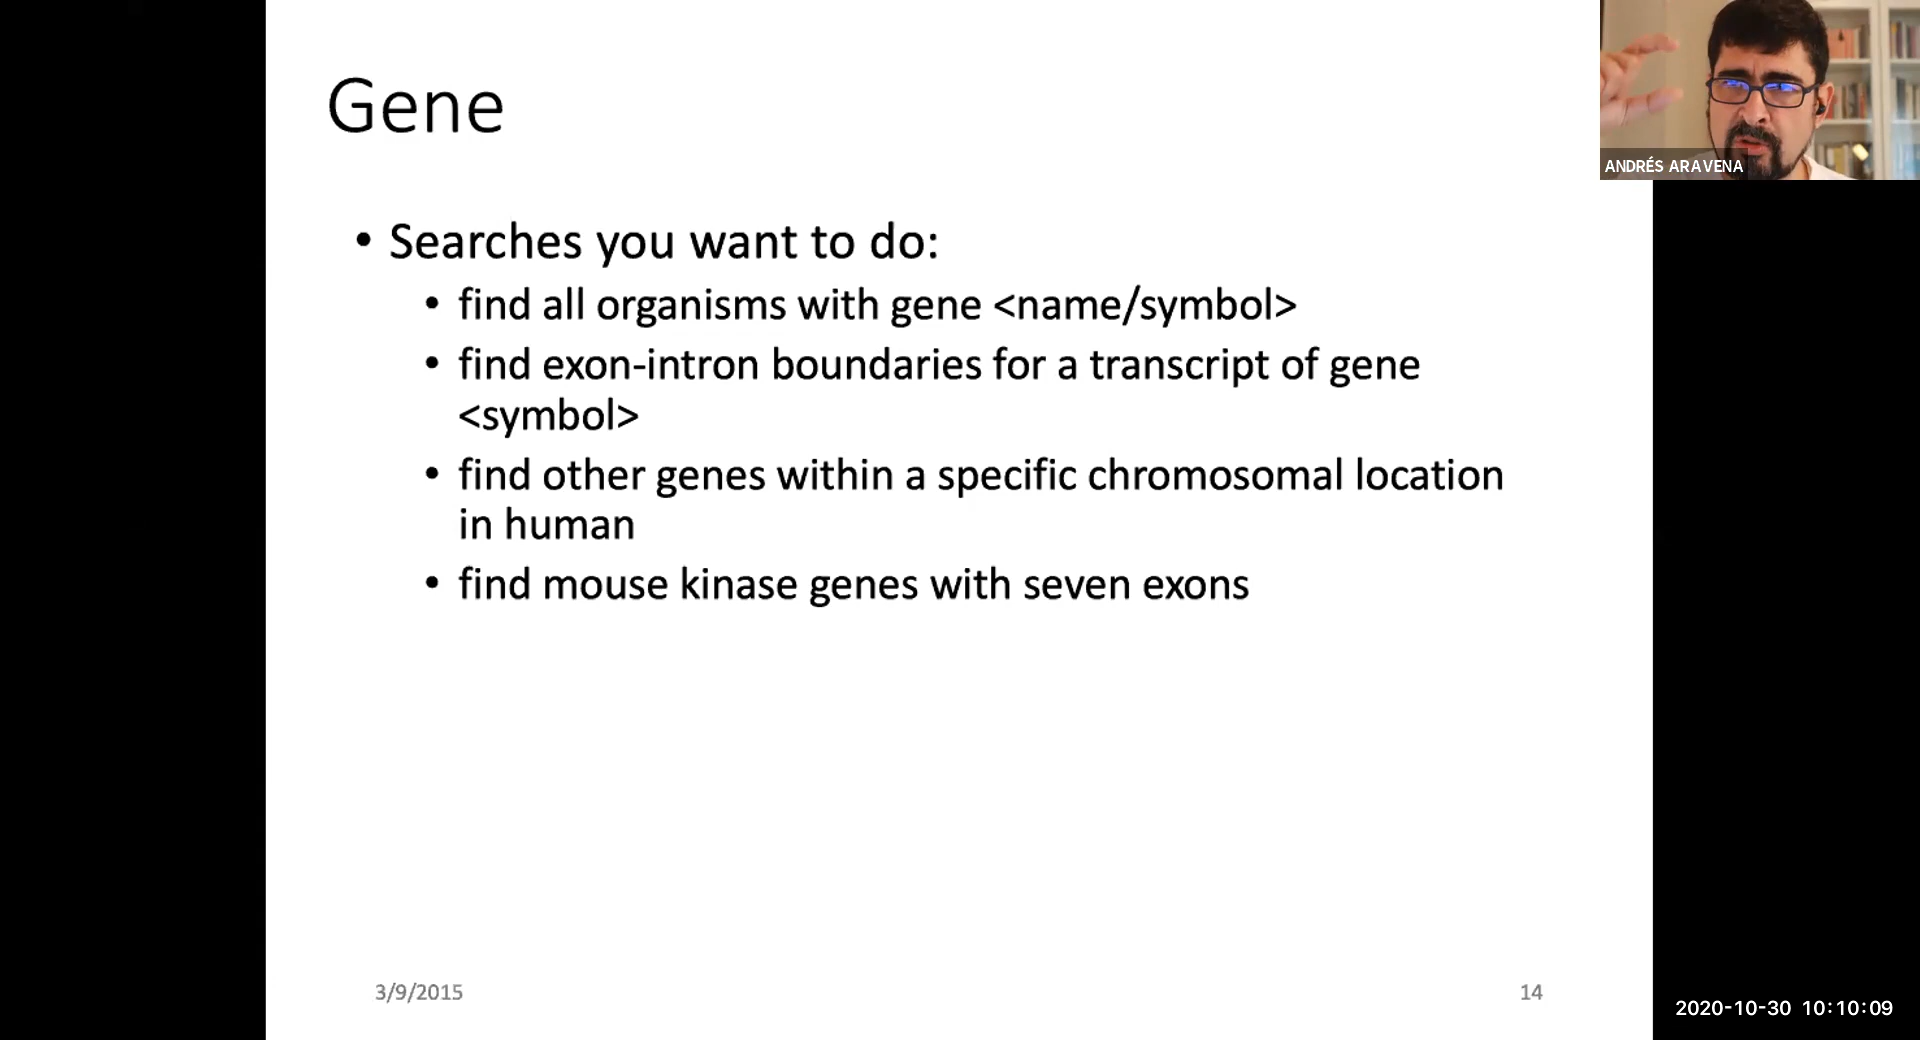 Gene
• Searches you want to do:
• find all organisms with gene <name/symbol>
• find exon-intron boundaries for a transcript of gene
<symbol>
• find other genes within a specific chromosomal location
in human
• find mouse kinase genes with seven exons
3/9/2015
14
ANDRÉS ARAVENA
2020-10-30 10:10:09